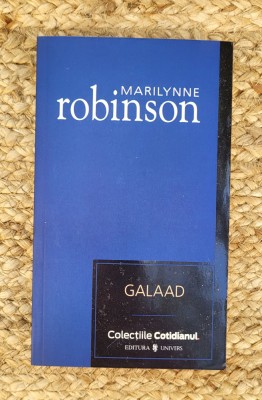 MARILYNNE
robinson
GALAAD
Colecțiile Cotidianul
EDITURA UNIVERS